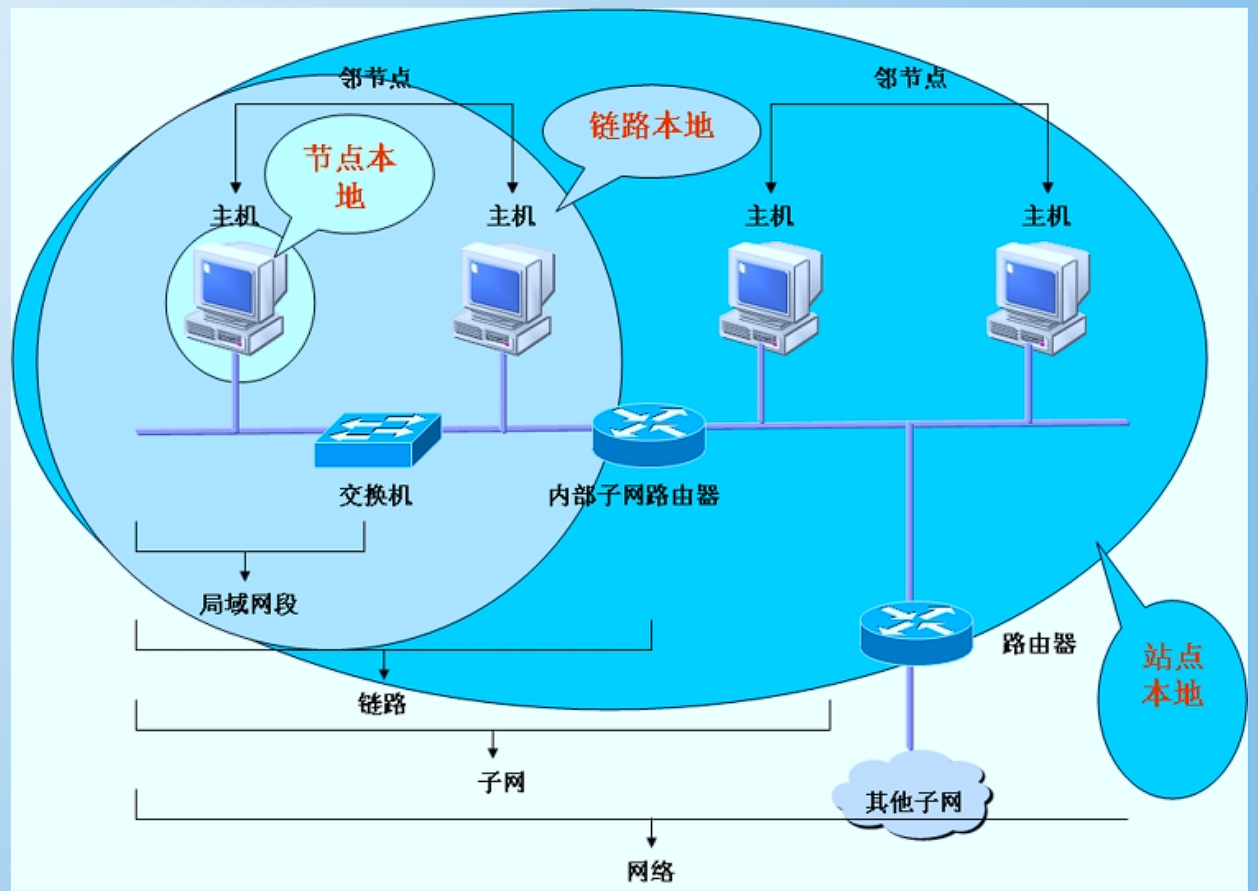 邻节点
邻节点
链路本地
节点本
地
主机
主机
主机
主机
交换机
内部子网路由器
局域网段
路由器
站点
本地
链路
子网
其他子网
网络